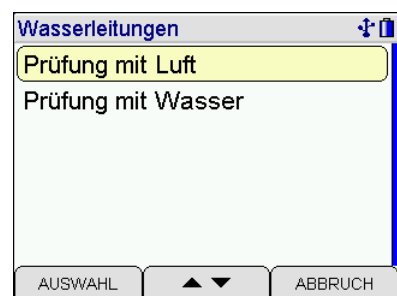 Wasserleitungen
Prüfung mit Luft
Prüfung mit Wasser
AUSWAHL ABBRUCH